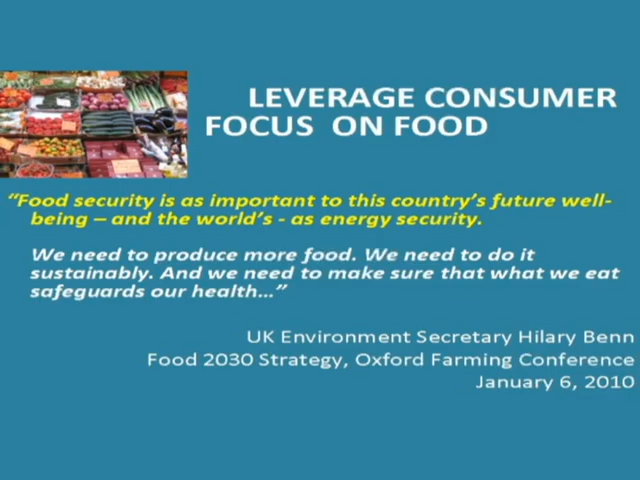 LEVERAGE CONSUMER
FOCUS ON FOOD
“Food security is as important to this country’s future well-
being – and the world’s - as energy security.
We need to produce more food. We need to do it
sustainably. And we need to make sure that what we eat
safeguards our health…”
UK Environment Secretary Hilary Benn
Food 2030 Strategy, Oxford Farming Conference
January 6, 2010